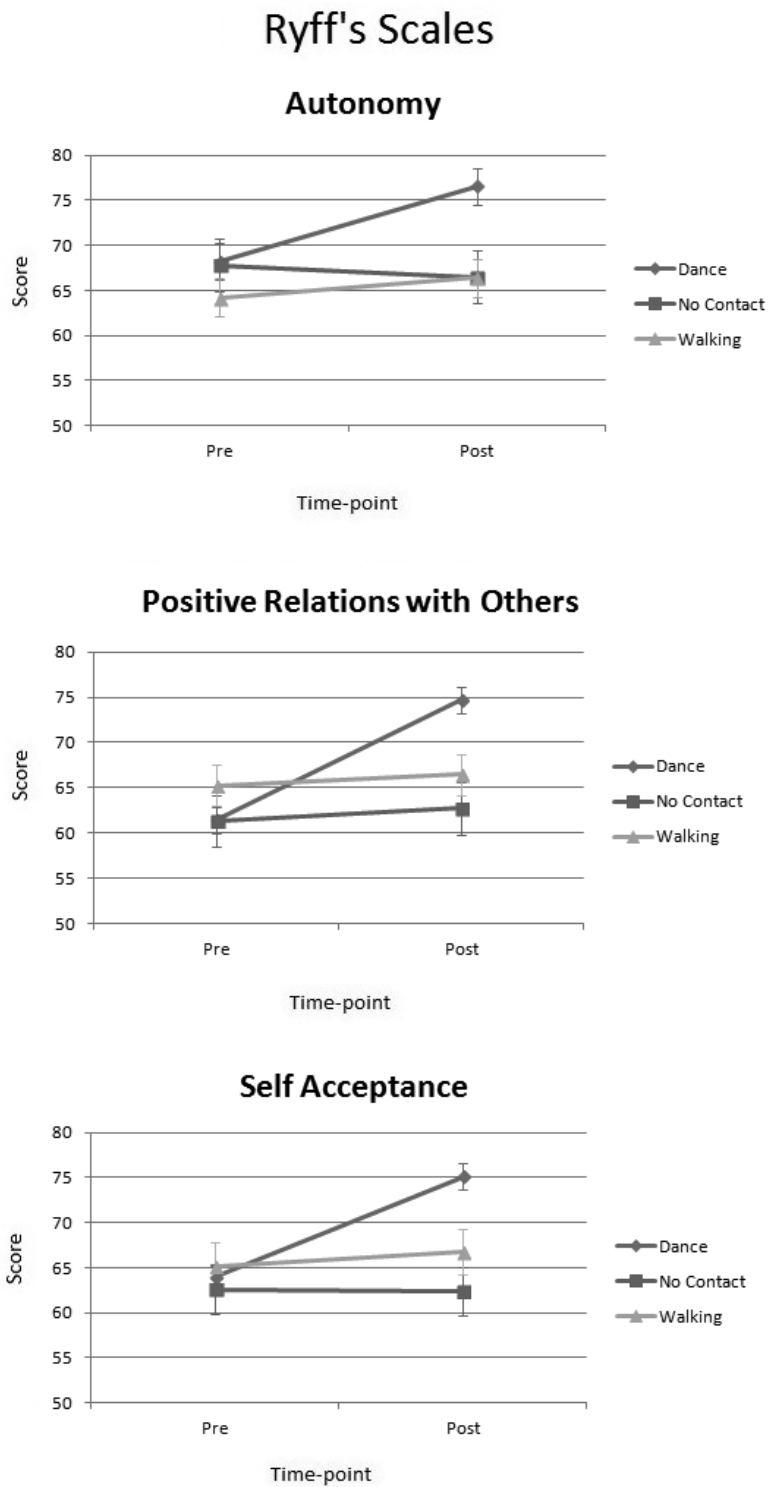 Ryff's Scales
Autonomy
80
75
70
65
60
55
50
Score
Pre
Post
Time-point
Dance
No Contact
Walking
Positive Relations with Others
80
75
70
65
60
55
50
Score
Pre
Post
Time-point
Dance
No Contact
Walking
Self Acceptance
80
75
70
65
60
55
50
Score
Pre
Post
Time-point
Dance
No Contact
Walking